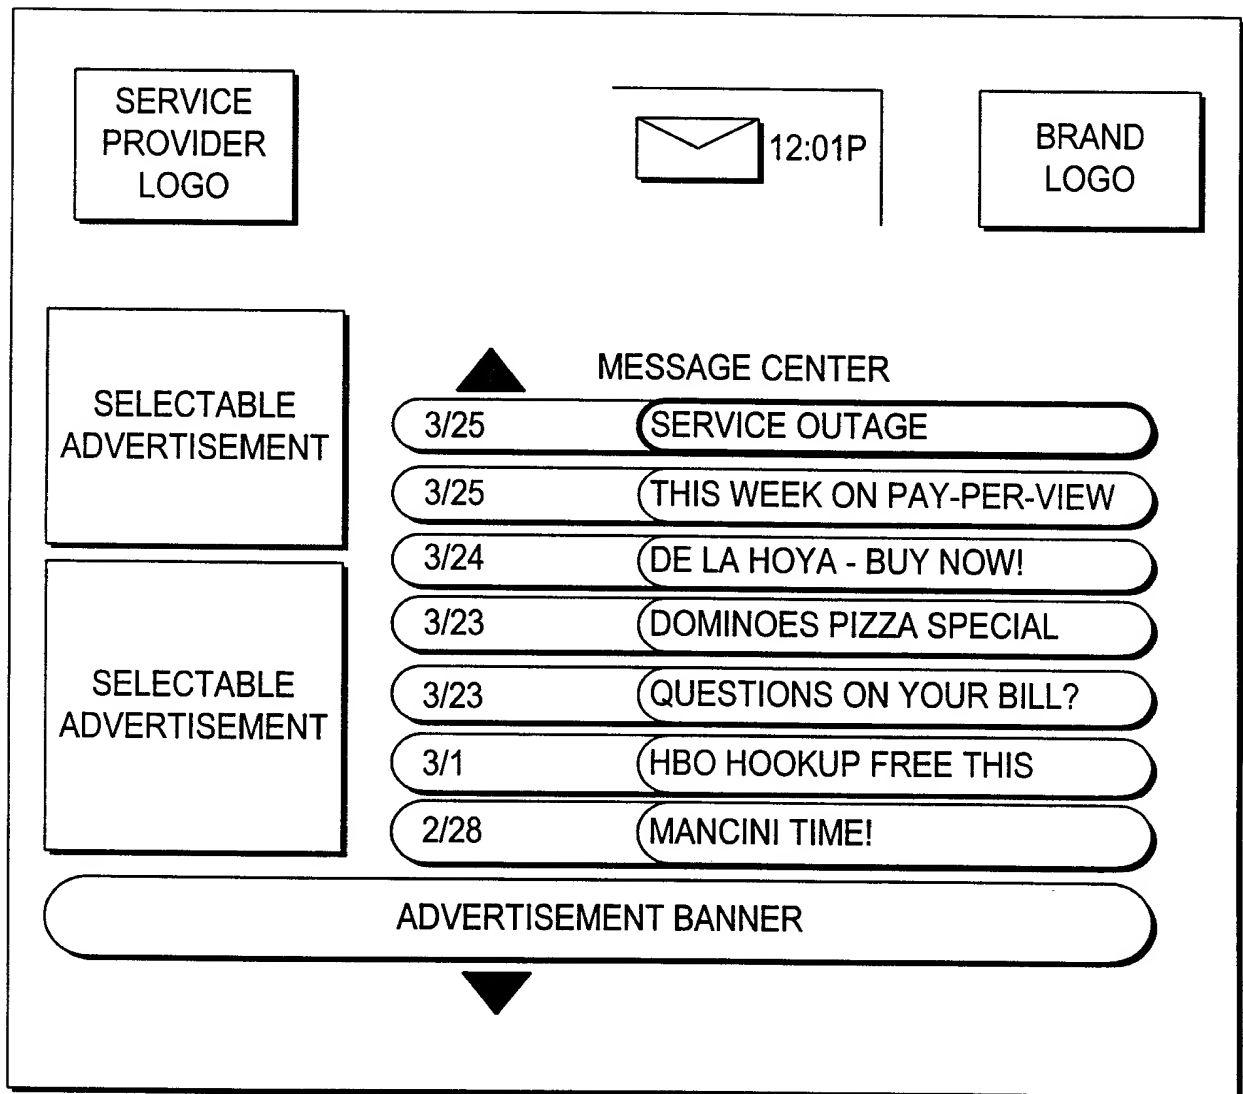 SERVICE
PROVIDER
LOGO
12:01P
BRAND
LOGO
SELECTABLE
ADVERTISEMENT
SELECTABLE
ADVERTISEMENT
MESSAGE CENTER
3/25 SERVICE OUTAGE
3/25 THIS WEEK ON PAY-PER-VIEW
3/24 DE LA HOYA - BUY NOW!
3/23 DOMINOES PIZZA SPECIAL
3/23 QUESTIONS ON YOUR BILL?
3/1 HBO HOOKUP FREE THIS
2/28 MANCINI TIME!
ADVERTISEMENT BANNER